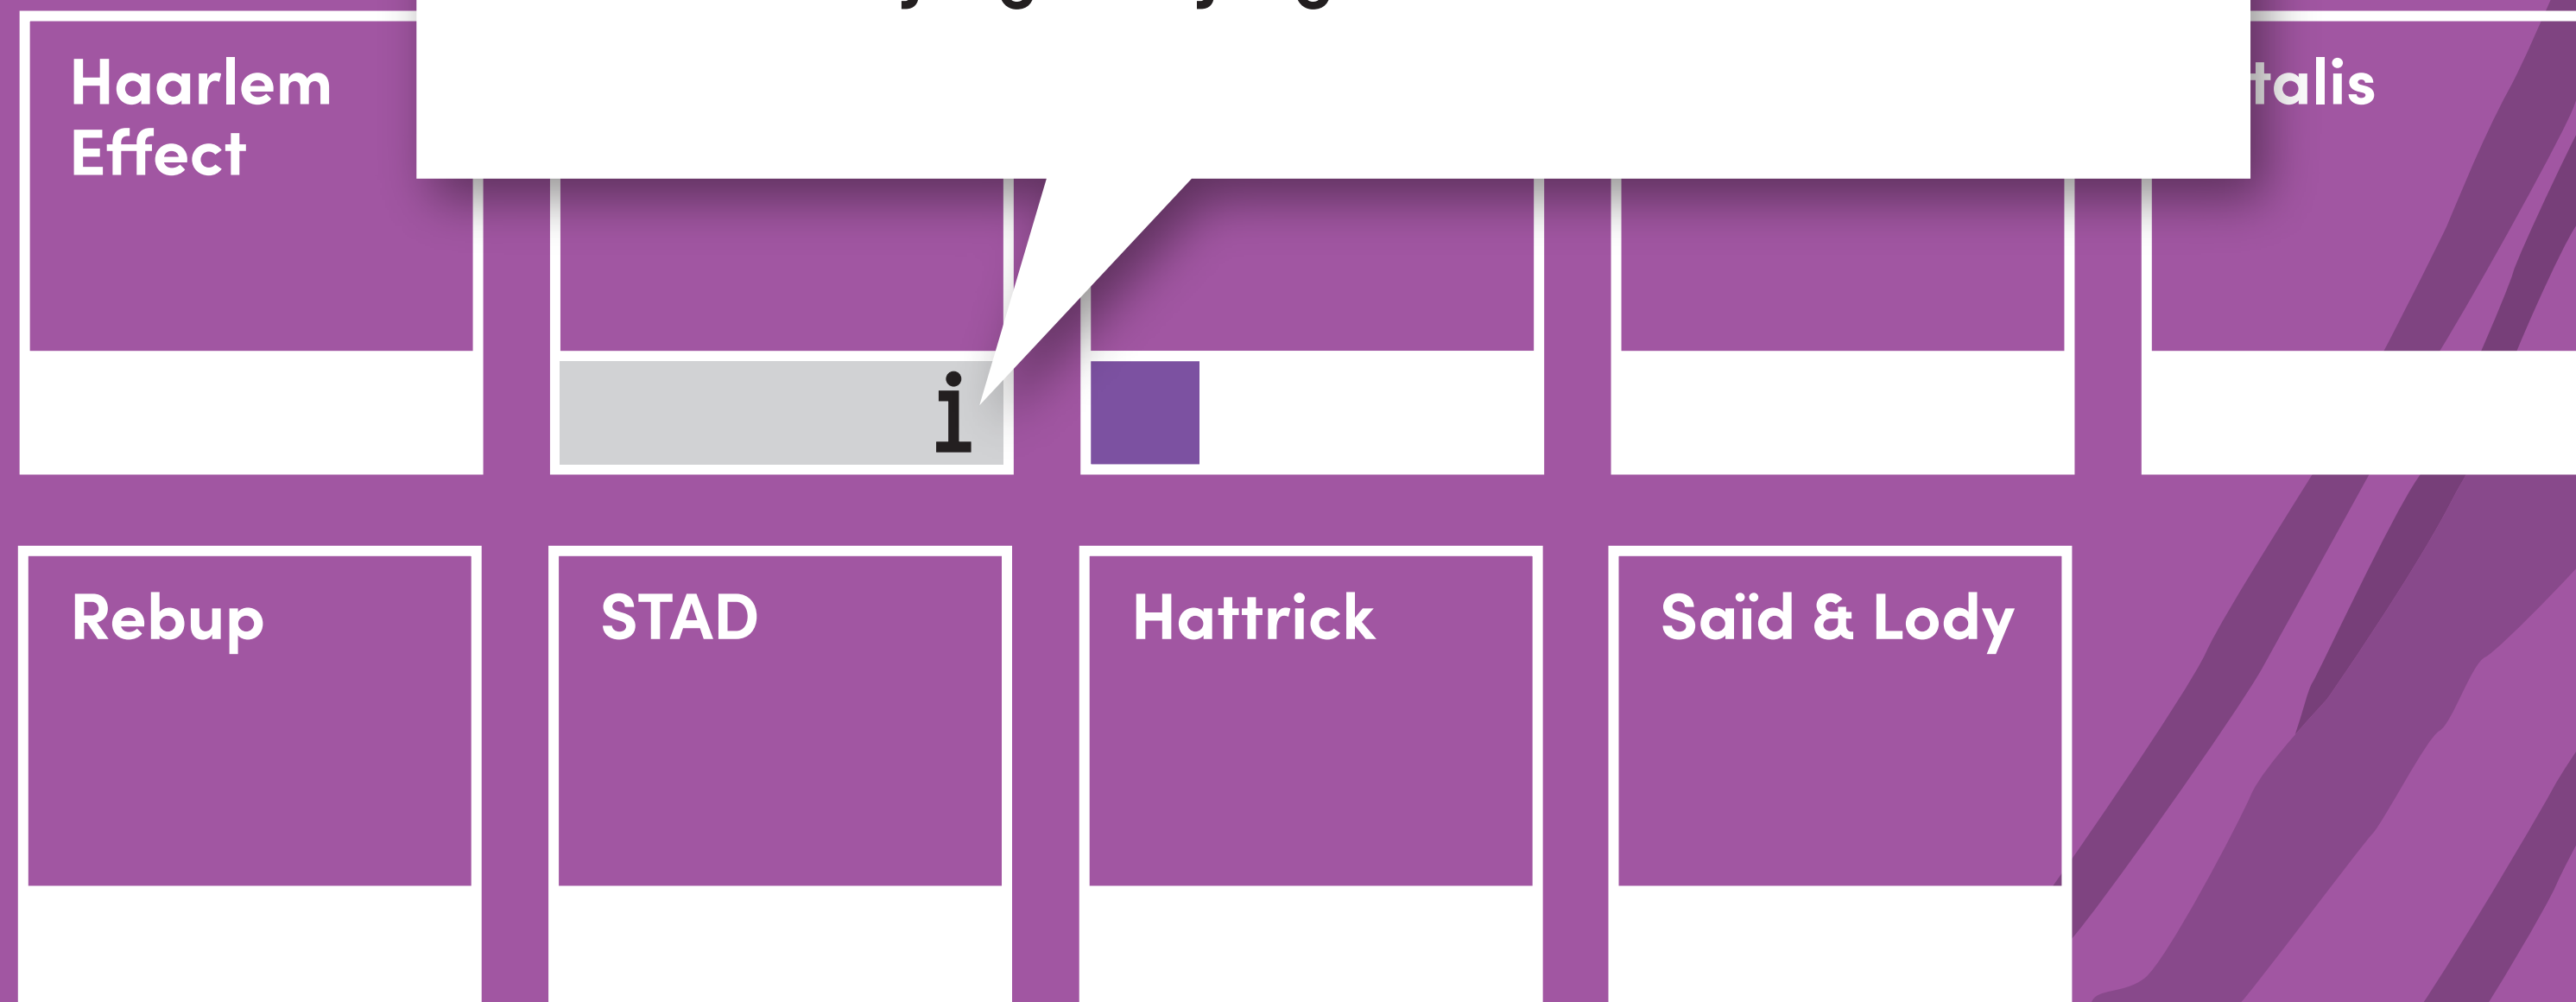 Haarlem
Effect
talis
i
Rebup
STAD
Hattrick
Saïd & Lody